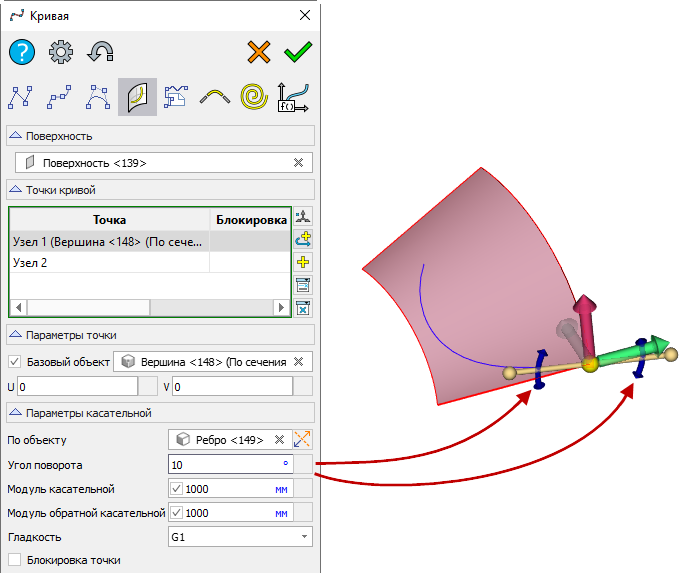 Кривая
f()
Поверхность
Поверхность <139>
Точки кривой
Точка Блокировка
Узел 1 (Вершина <148> (По сече...
Узел 2
Параметры точки
Базовый объект Вершина <148> (По сечения
U 0 V 0
Параметры касательной
По объекту Ребро <149>
Угол поворота 10 °
Модуль касательной 1000 мм
Модуль обратной касательной 1000 мм
Гладкость G1
Блокировка точки